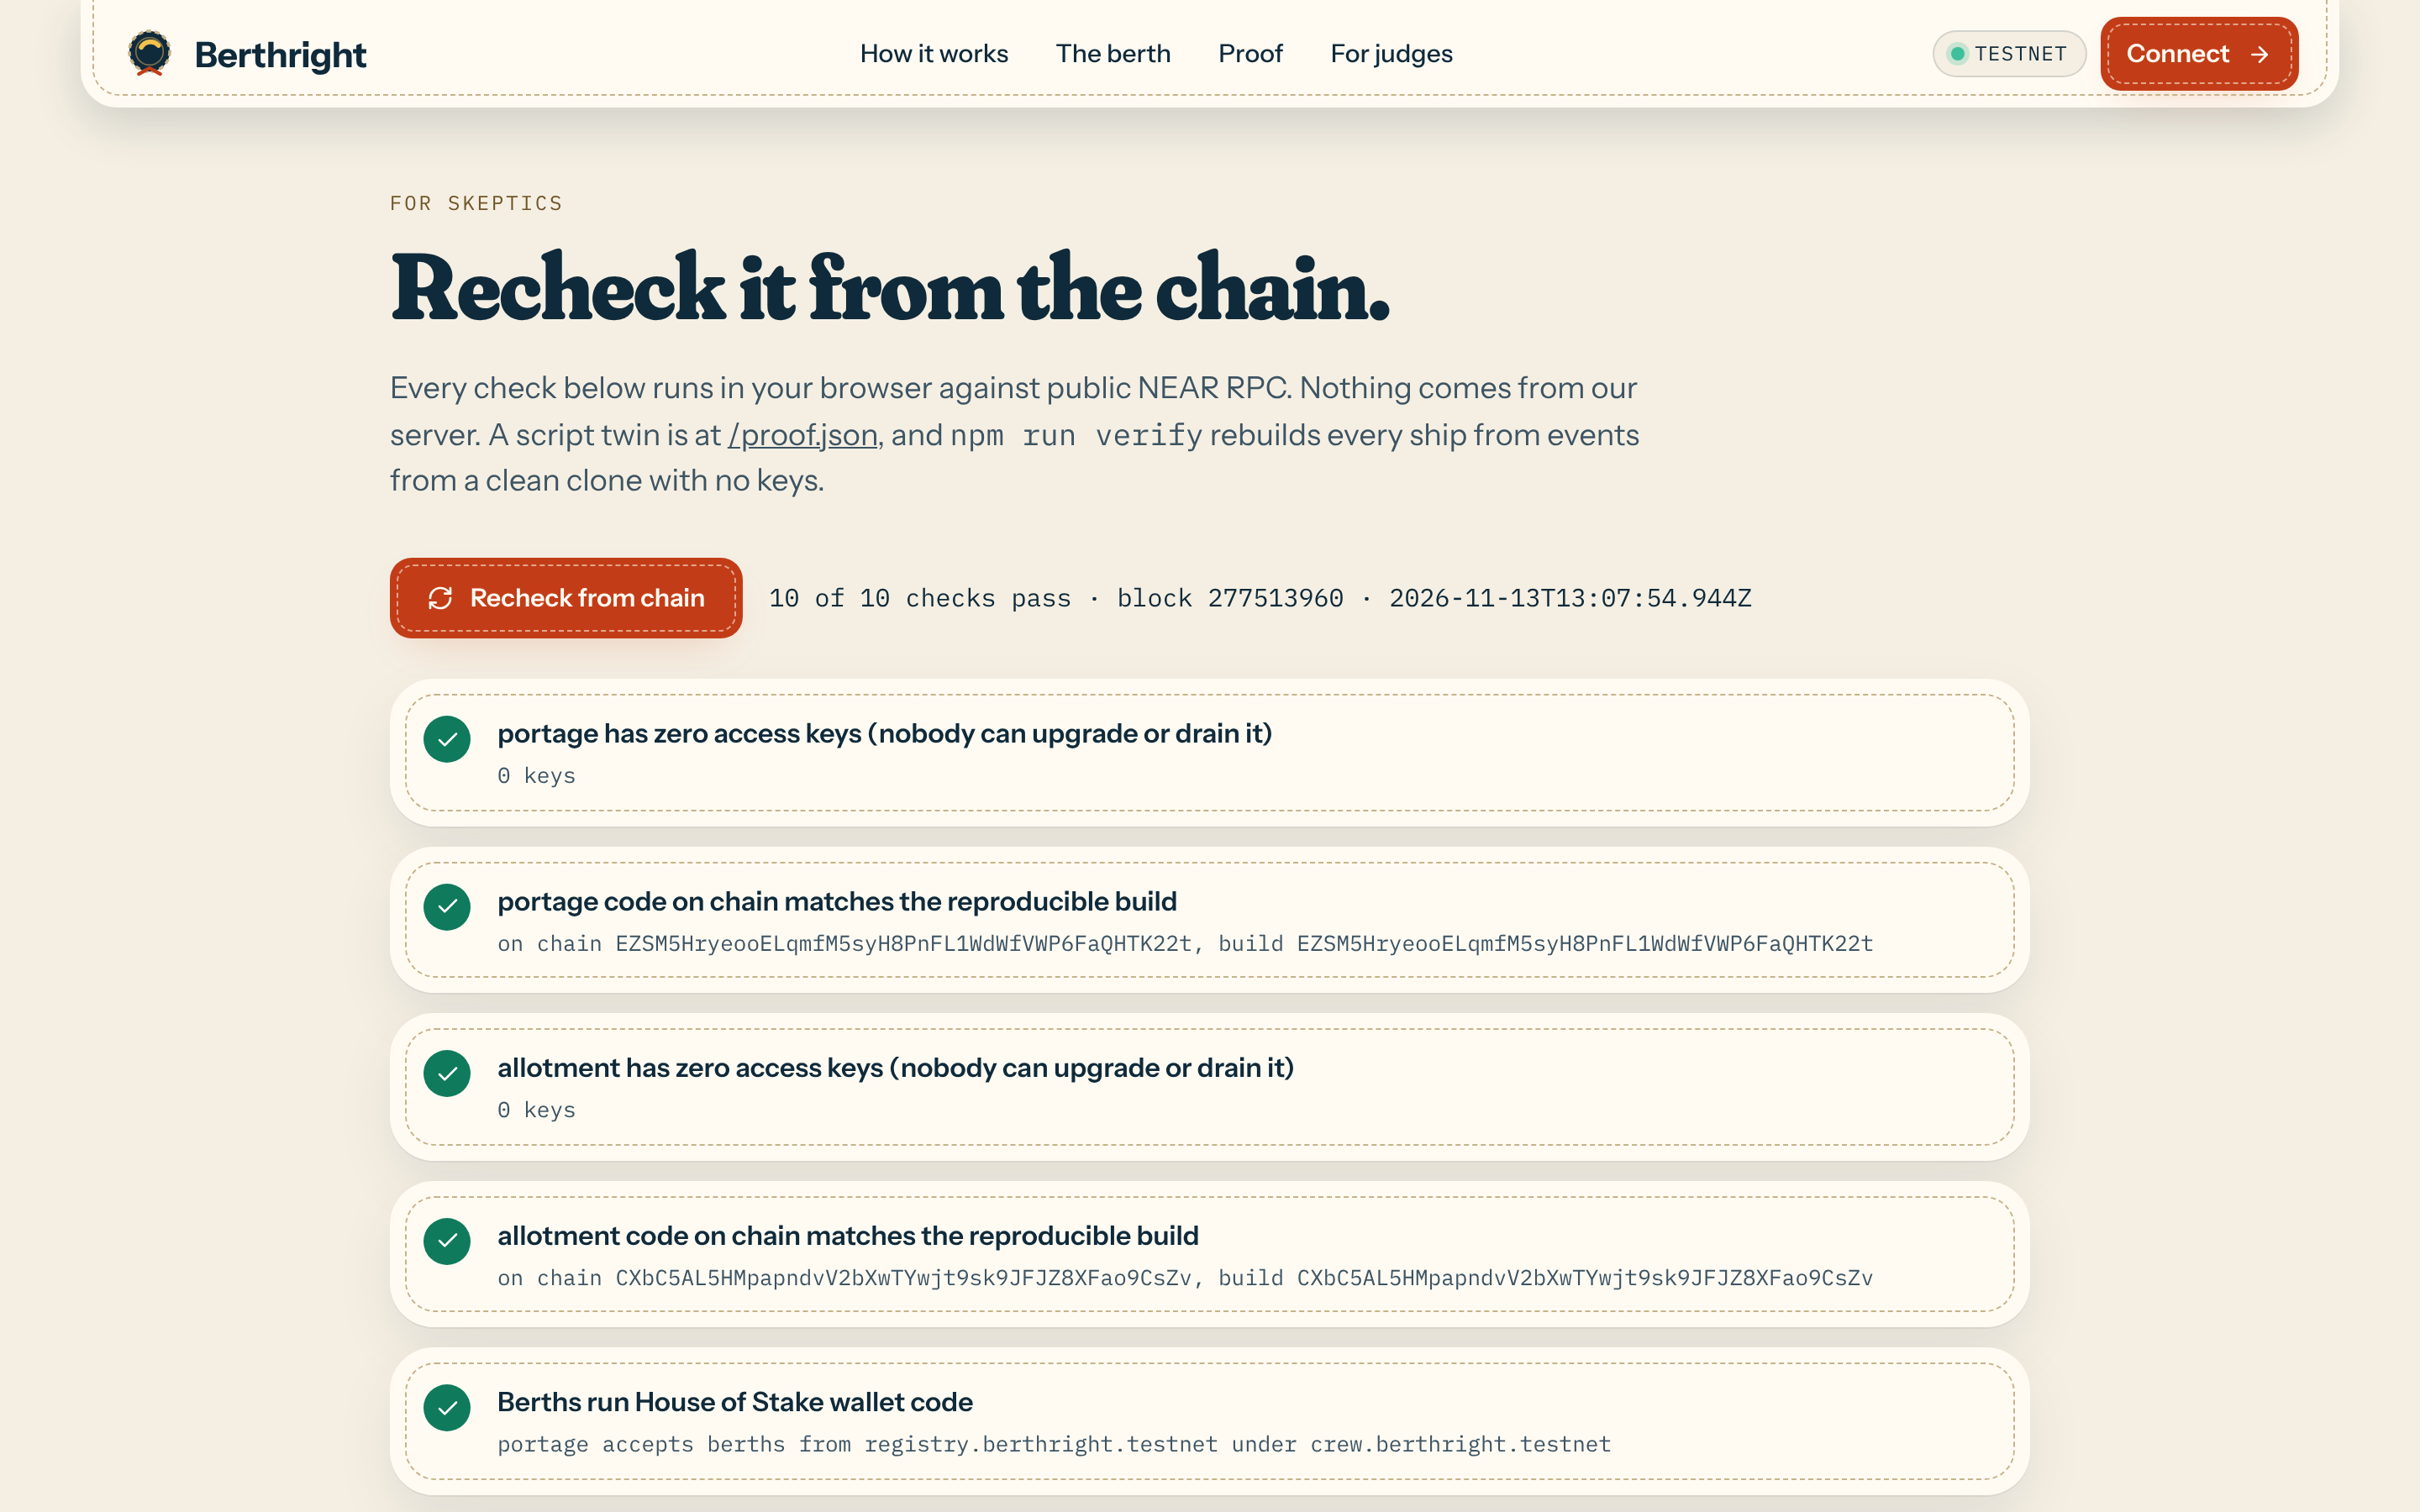 Berthright
How it works
The berth
Proof
For judges
TESTNET
Connect
FOR SKEPTICS
Recheck it from the chain.
Every check below runs in your browser against public NEAR RPC. Nothing comes from our
server. A script twin is at /proof.json, and npm run verify rebuilds every ship from events
from a clean clone with no keys.
Recheck from chain
10 of 10 checks pass · block 277513960 · 2026-11-13T13:07:54.944Z
portage has zero access keys (nobody can upgrade or drain it)
0 keys
portage code on chain matches the reproducible build
on chain EZSM5HryeooELqmfM5syH8PnFL1WdWfVWP6FaQHTK22t, build EZSM5HryeooELqmfM5syH8PnFL1WdWfVWP6FaQHTK22t
allotment has zero access keys (nobody can upgrade or drain it)
0 keys
allotment code on chain matches the reproducible build
on chain CXbC5AL5HMpapndvV2bXwTYwjt9sk9JFJZ8XFao9CsZv, build CXbC5AL5HMpapndvV2bXwTYwjt9sk9JFJZ8XFao9CsZv
Berths run House of Stake wallet code
portage accepts berths from registry.berthright.testnet under crew.berthright.testnet